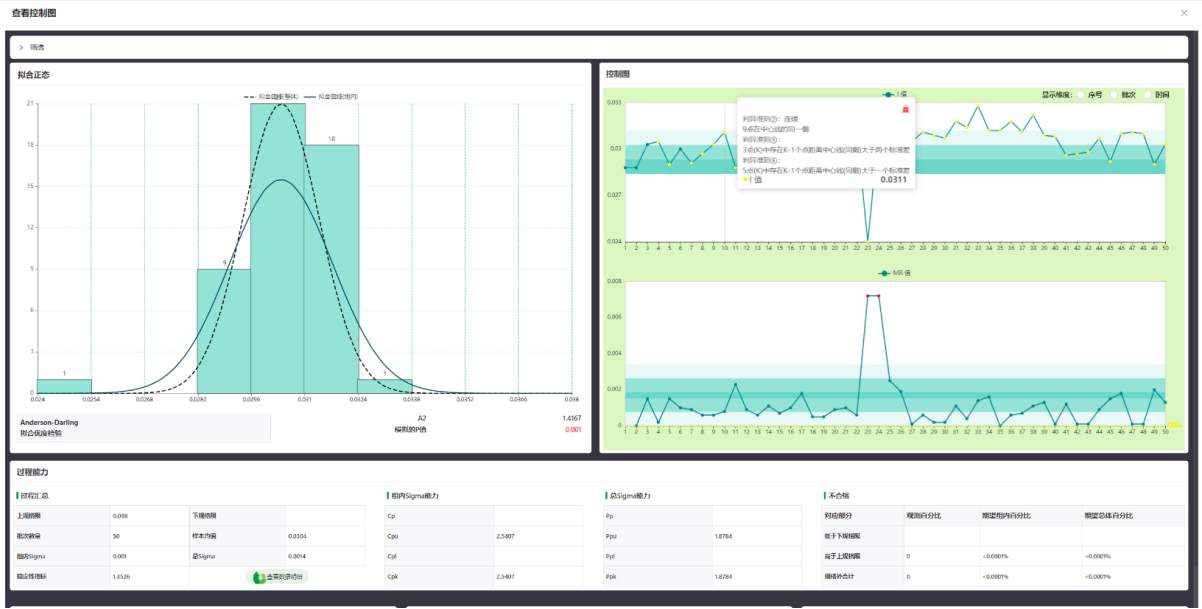 查看控制图
筛选
拟合正态
拟合曲线(整体) 拟合曲线(组内)
21
18
15
12
9
6
3
0
1
9
18
1
0.024 0.0254 0.0268 0.0282 0.0296 0.031 0.0324 0.0338 0.0352 0.0366 0.038
Anderson-Darling
拟合优度检验
A2 1.4167
模拟的P值 0.001
控制图
I 值
显示维度: 序号 批次 时间
0.033
0.03
0.027
0.024
判异准则②: 连续
9点在中心线的同一侧
判异准则⑤:
3点(K)中存在K-1个点距离中心线(同侧)大于两个标准差
判异准则⑥:
5点(K)中存在K-1个点距离中心线(同侧)大于一个标准差
I 值 0.0311
1 2 3 4 5 6 7 8 9 10 11 12 13 14 15 16 17 18 19 20 21 22 23 24 25 26 27 28 29 30 31 32 33 34 35 36 37 38 39 40 41 42 43 44 45 46 47 48 49 50
MR 值
0.008
0.006
0.004
0.002
0
1 2 3 4 5 6 7 8 9 10 11 12 13 14 15 16 17 18 19 20 21 22 23 24 25 26 27 28 29 30 31 32 33 34 35 36 37 38 39 40 41 42 43 44 45 46 47 48 49 50
过程能力
过程汇总
上规格限 0.038 下规格限
批次数量 50 样本均值 0.0304
组内Sigma 0.001 总Sigma 0.0014
稳定性指标 1.3526 查看数据结论
组内Sigma能力
Cp
Cpu 2.5407
Cpl
Cpk 2.5407
总Sigma能力
Pp
Ppu 1.8784
Ppl
Ppk 1.8784
不合格
对应部分 观测百分比 期望组内百分比 期望总体百分比
低于下规格限
高于上规格限 0 <0.0001% <0.0001%
规格外合计 0 <0.0001% <0.0001%